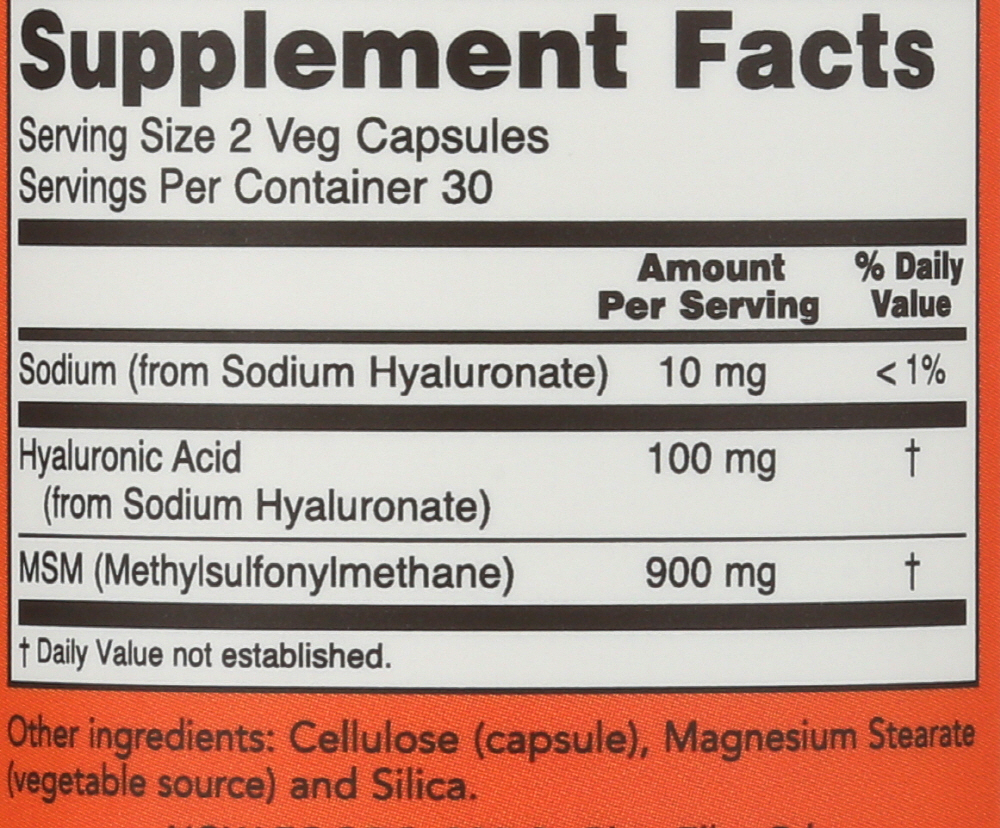 Supplement Facts
Serving Size 2 Veg Capsules
Servings Per Container 30
Amount Per Serving % Daily Value
Sodium (from Sodium Hyaluronate) 10 mg < 1%
Hyaluronic Acid 100 mg †
(from Sodium Hyaluronate)
MSM (Methylsulfonylmethane) 900 mg †
† Daily Value not established.
Other ingredients: Cellulose (capsule), Magnesium Stearate
(vegetable source) and Silica.